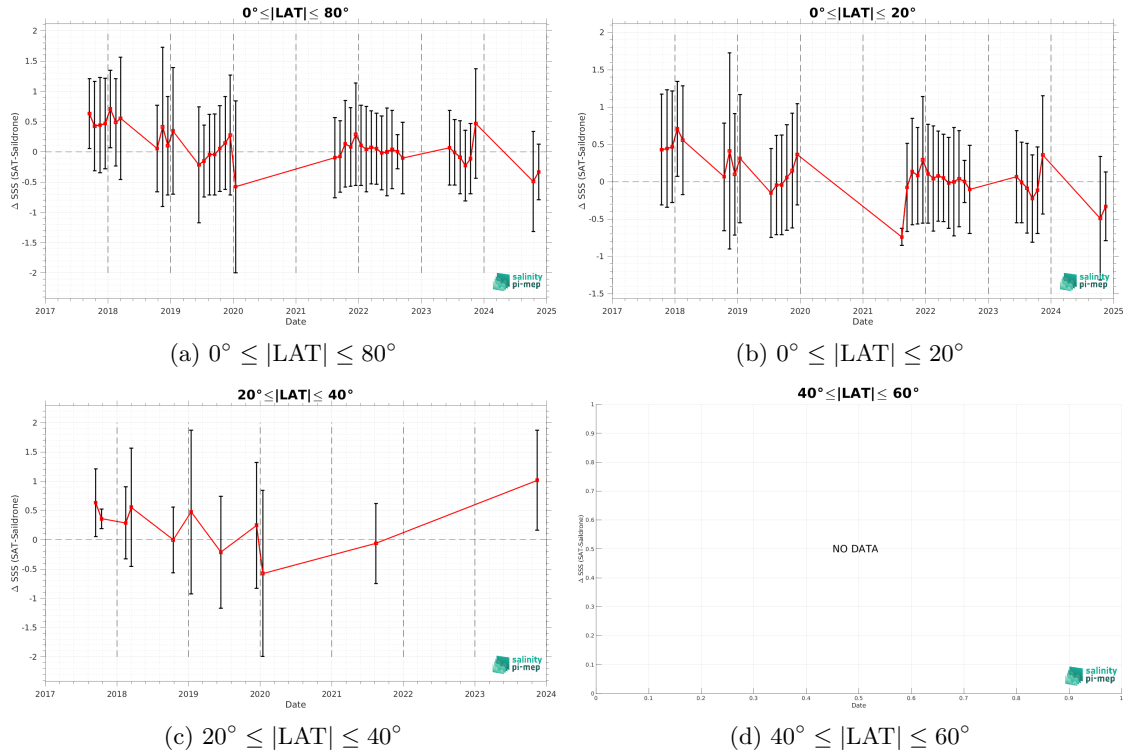 0°≤|LAT|≤ 80°
2
1.5
1
0.5
0
-0.5
-1
-1.5
-2
Δ SSS (SAT-Saildrone)
2017 2018 2019 2020 2021 2022 2023 2024 2025
Date
salinity
pi-mep
(a) 0° ≤ |LAT| ≤ 80°
0°≤|LAT|≤ 20°
2
1.5
1
0.5
0
-0.5
-1
-1.5
Δ SSS (SAT-Saildrone)
2017 2018 2019 2020 2021 2022 2023 2024 2025
Date
salinity
pi-mep
(b) 0° ≤ |LAT| ≤ 20°
20°≤|LAT|≤ 40°
2
1.5
1
0.5
0
-0.5
-1
-1.5
-2
Δ SSS (SAT-Saildrone)
2017 2018 2019 2020 2021 2022 2023 2024
Date
salinity
pi-mep
(c) 20° ≤ |LAT| ≤ 40°
40°≤|LAT|≤ 60°
1
0.9
0.8
0.7
0.6
0.5
0.4
0.3
0.2
0.1
0
Δ SSS (SAT-Saildrone)
NO DATA
0 0.1 0.2 0.3 0.4 0.5 0.6 0.7 0.8 0.9 1
Date
salinity
pi-mep
(d) 40° ≤ |LAT| ≤ 60°